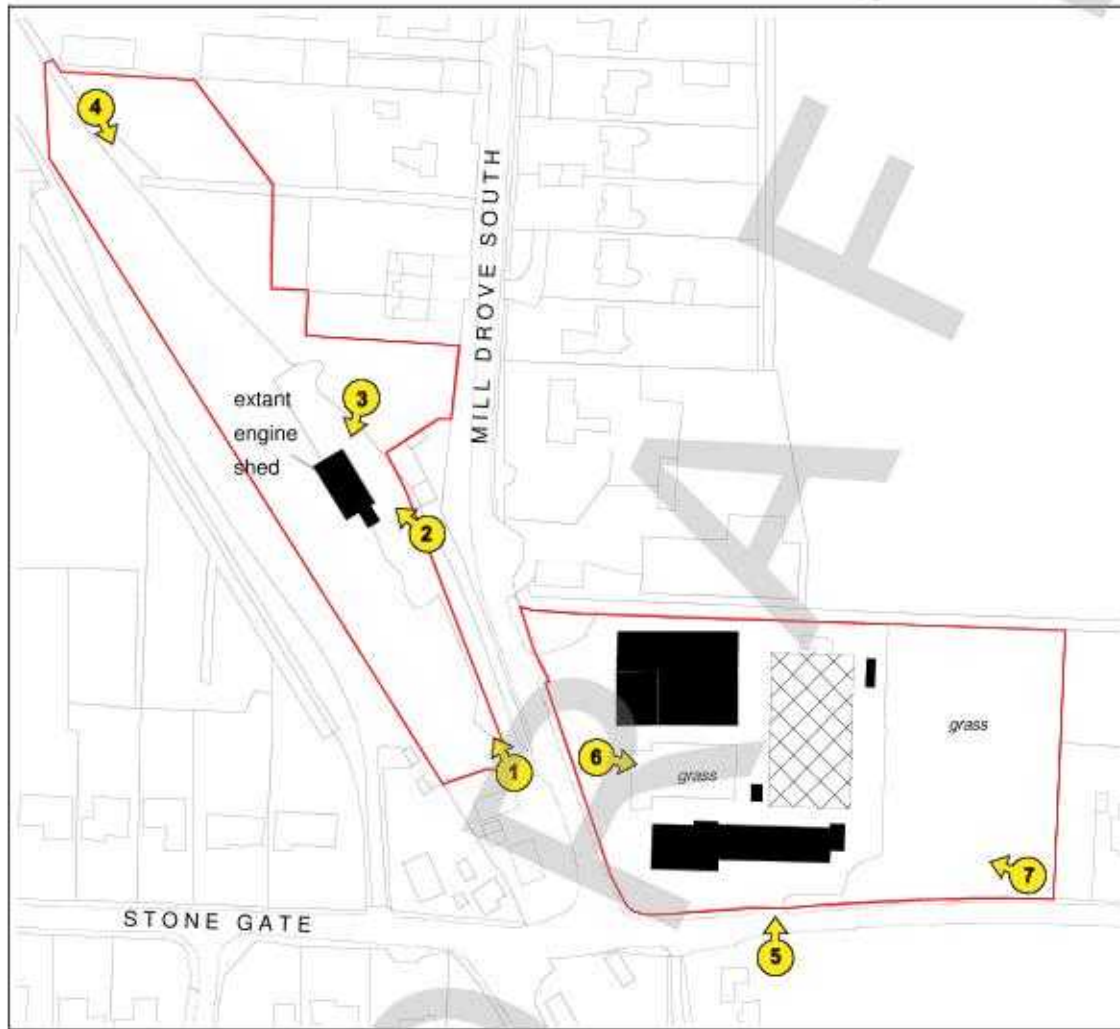 4
MILL DROVE SOUTH
extant
engine
shed
3
2
1
6
grass
grass
7
STONE GATE
5
DRAFT